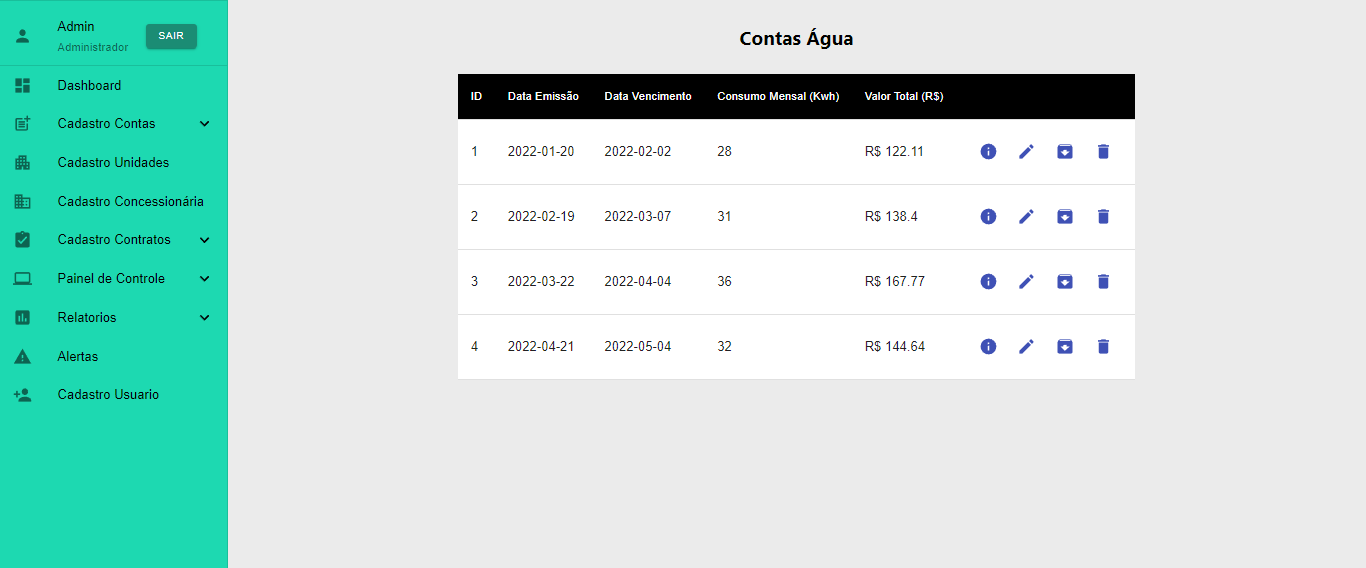 Admin
Administrador
SAIR
Dashboard
Cadastro Contas
Cadastro Unidades
Cadastro Concessionária
Cadastro Contratos
Painel de Controle
Relatorios
Alertas
Cadastro Usuario
Contas Água
ID Data Emissão Data Vencimento Consumo Mensal (Kwh) Valor Total (R$)
1 2022-01-20 2022-02-02 28 R$ 122.11
2 2022-02-19 2022-03-07 31 R$ 138.4
3 2022-03-22 2022-04-04 36 R$ 167.77
4 2022-04-21 2022-05-04 32 R$ 144.64